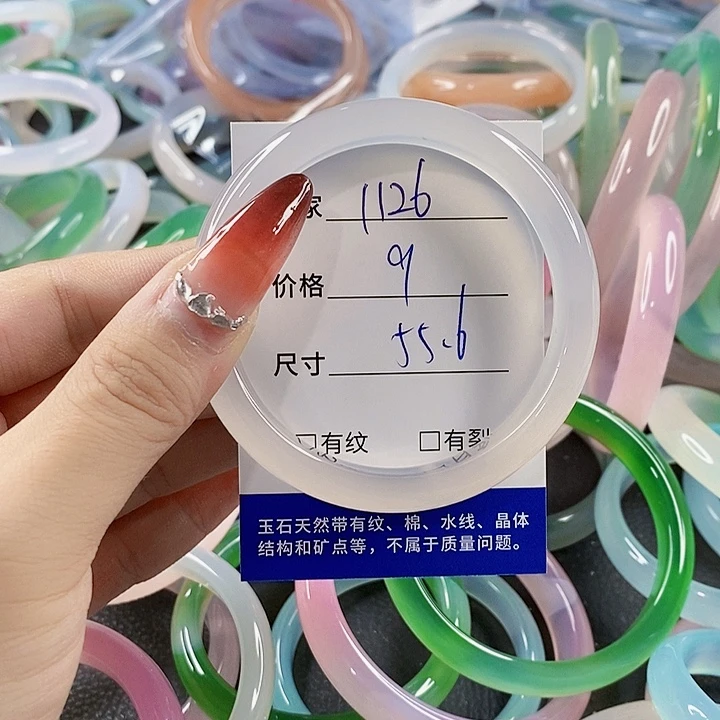 家 1126
价格 9
尺寸 55.6
□有纹 □有裂
玉石天然带有纹、棉、水线、晶体
结构和矿点等，不属于质量问题。